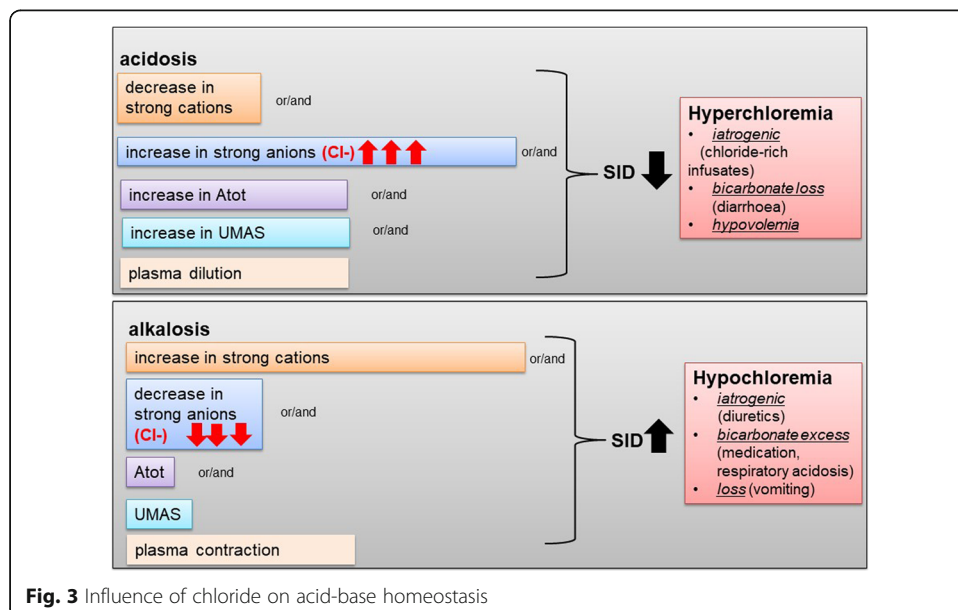 acidosis
decrease in
strong cations
or/and
increase in strong anions (Cl-)
or/and
increase in Atot
or/and
increase in UMAS
or/and
plasma dilution
SID
Hyperchloremia
• iatrogenic
(chloride-rich
infusates)
• bicarbonate loss
(diarrhoea)
• hypovolemia
alkalosis
increase in strong cations
or/and
decrease in
strong anions
(Cl-)
or/and
Atot
or/and
UMAS
plasma contraction
SID
Hypochloremia
• iatrogenic
(diuretics)
• bicarbonate excess
(medication,
respiratory acidosis)
• loss (vomiting)
Fig. 3 Influence of chloride on acid-base homeostasis